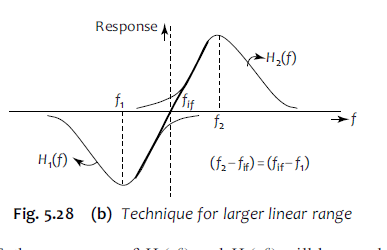 Response
H₂(f)
f₁
f_if
f
f₂
H₁(f)
(f₂–f_if)=(f_if–f₁)
Fig. 5.28 (b) Technique for larger linear range